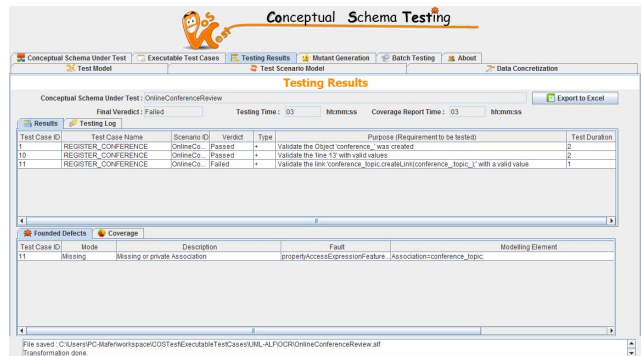 Conceptual Schema Testing
CosTest
Conceptual Schema Under Test
Executable Test Cases
Testing Results
Mutant Generation
Batch Testing
About
Test Model
Test Scenario Model
Data Concretization
Testing Results
Conceptual Schema Under Test : OnlineConferenceReview
Export to Excel
Final Veredict : Failed Testing Time : 03 hh:mm:ss Coverage Report Time : 03 hh:mm:ss
Results Testing Log
Test Case ID Test Case Name Scenario ID Verdict Type Purpose (Requirement to be tested) Test Duration
1 REGISTER_CONFERENCE OnlineCo... Passed + Validate the Object 'conference_' was created 2
10 REGISTER_CONFERENCE OnlineCo... Passed + Validate the 'line 13' with valid values 2
11 REGISTER_CONFERENCE OnlineCo... Failed + Validate the link 'conference_topic.createLink(conference_,topic_);' with a valid value 1
Founded Defects Coverage
Test Case ID Mode Description Fault Modelling Element
11 Missing Missing or private Association propertyAccessExpressionFeature... Association=conference_topic.
File saved : C:\Users\PC-Mafer\workspace\COSTest\ExecutableTestCases\UML-ALF\OCR\OnlineConferenceReview.alf
Transformation done.